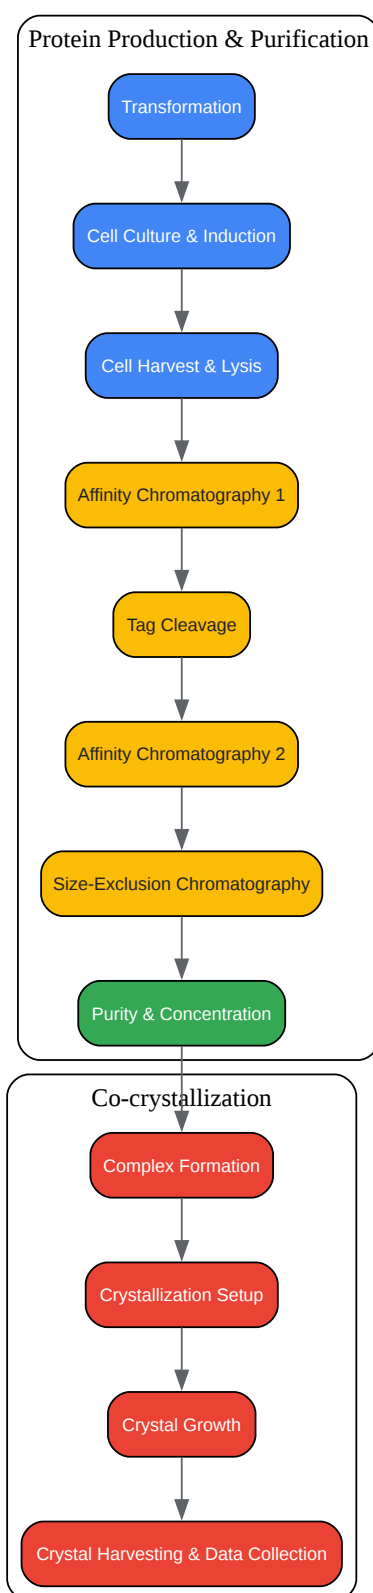 Protein Production & Purification
Transformation
Cell Culture & Induction
Cell Harvest & Lysis
Affinity Chromatography 1
Tag Cleavage
Affinity Chromatography 2
Size-Exclusion Chromatography
Purity & Concentration
Co-crystallization
Complex Formation
Crystallization Setup
Crystal Growth
Crystal Harvesting & Data Collection